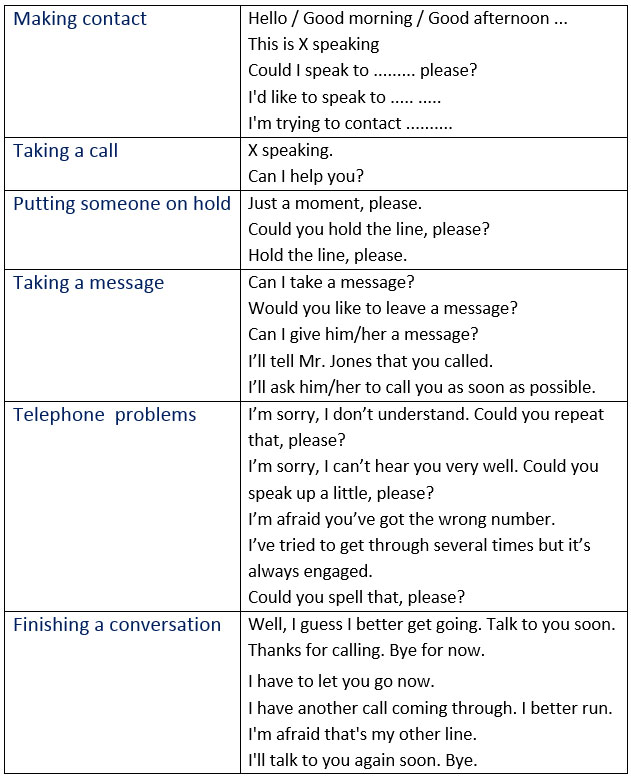 Making contact
Hello / Good morning / Good afternoon ...
This is X speaking
Could I speak to ......... please?
I'd like to speak to ..... .....
I'm trying to contact ..........
Taking a call
X speaking.
Can I help you?
Putting someone on hold
Just a moment, please.
Could you hold the line, please?
Hold the line, please.
Taking a message
Can I take a message?
Would you like to leave a message?
Can I give him/her a message?
I’ll tell Mr. Jones that you called.
I’ll ask him/her to call you as soon as possible.
Telephone  problems
I’m sorry, I don’t understand. Could you repeat
that, please?
I’m sorry, I can’t hear you very well. Could you
speak up a little, please?
I’m afraid you’ve got the wrong number.
I’ve tried to get through several times but it’s
always engaged.
Could you spell that, please?
Finishing a conversation
Well, I guess I better get going. Talk to you soon.
Thanks for calling. Bye for now.
I have to let you go now.
I have another call coming through. I better run.
I'm afraid that's my other line.
I'll talk to you again soon. Bye.